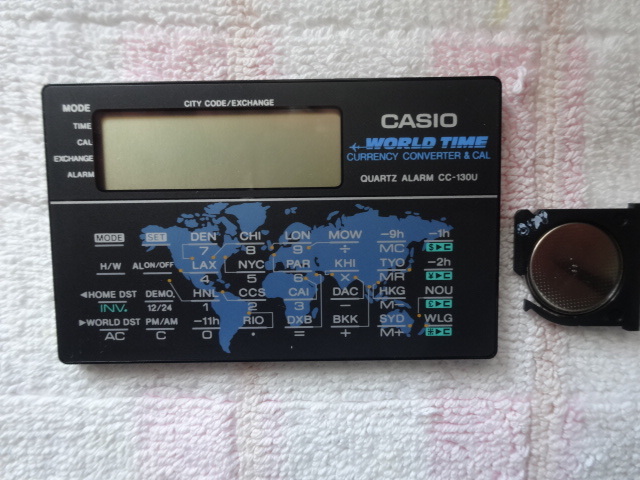 MODE
CITY CODE/EXCHANGE
TIME
CAL
EXCHANGE
ALARM
CASIO
WORLD TIME
CURRENCY CONVERTER & CAL
QUARTZ ALARM CC-130U
MODE SET DEN CHI LON MOW -9h -1h
7 8 9 ÷ MC $▶C
H/W AL ON/OFF LAX NYC PAR KHI TYO -2h
4 5 6 × MR ¥▶C
◀HOME DST DEMO. HNL CCS CAI DAC HKG NOU
INV. 12/24 1 2 3 − M- £▶C
▶WORLD DST PM/AM -11h RIO DXB BKK SYD WLG
AC C 0 · = + M+ ▶C